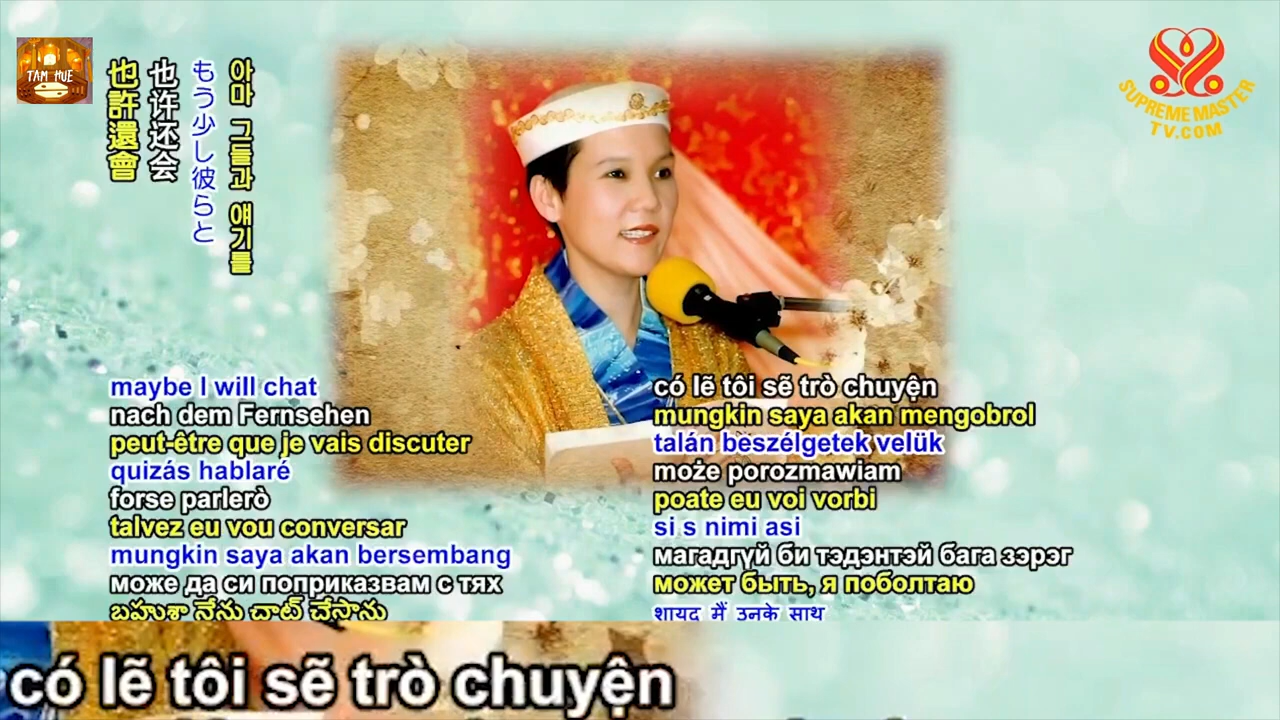 TAM HUE
也許還會
也许还会
もう少し彼らと
아마 그들과 얘기를
SUPREME MASTER
TV.COM
maybe I will chat
nach dem Fernsehen
peut-être que je vais discuter
quizás hablaré
forse parlerò
talvez eu vou conversar
mungkin saya akan bersembang
може да си поприказвам с тях
బహుశా నేను చాట్ చేసాను
có lẽ tôi sẽ trò chuyện
mungkin saya akan mengobrol
talán beszélgetek velük
może porozmawiam
poate eu voi vorbi
si s nimi asi
магадгүй би тэдэнтэй бага зэрэг
может быть, я поболтаю
शायद मैं उनके साथ
có lẽ tôi sẽ trò chuyện